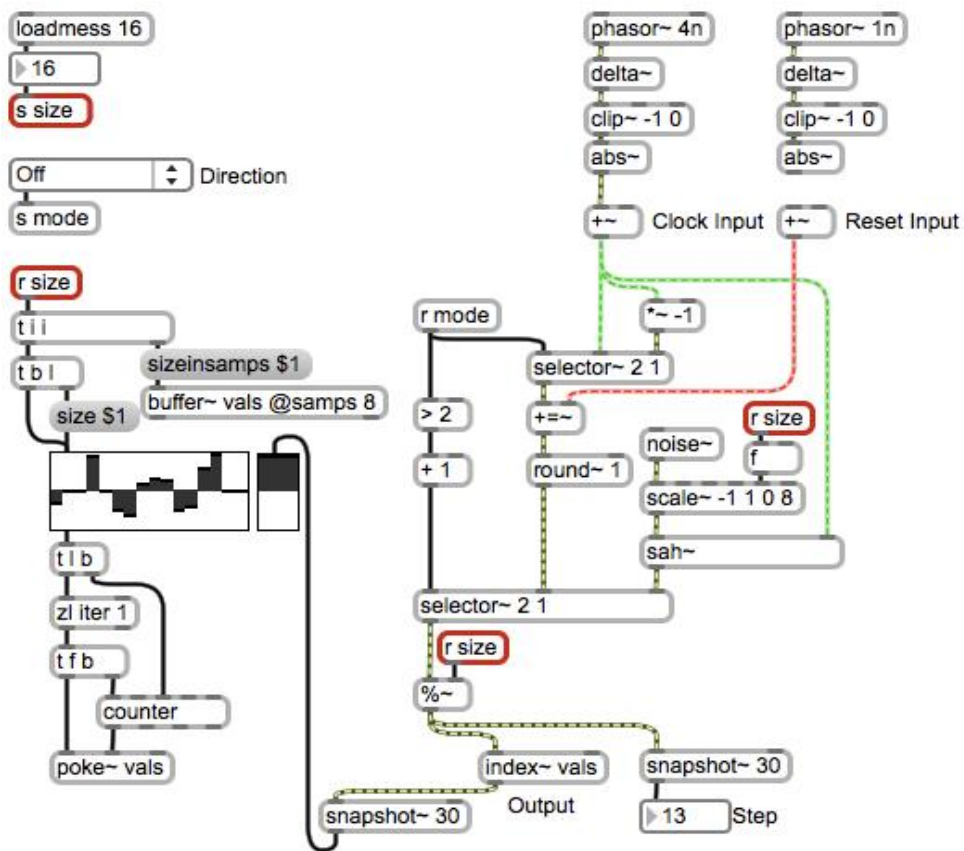 loadmess 16
16
s size
Off
Direction
s mode
r size
t i i
t b l
sizeinsamps $1
size $1
buffer~ vals @samps 8
t l b
zl iter 1
t f b
counter
poke~ vals
phasor~ 4n
phasor~ 1n
delta~
delta~
clip~ -1 0
clip~ -1 0
abs~
abs~
+~
Clock Input
+~
Reset Input
r mode
*~ -1
selector~ 2 1
> 2
+=~
r size
noise~
f
+ 1
round~ 1
scale~ -1 1 0 8
sah~
selector~ 2 1
r size
%~
index~ vals
snapshot~ 30
Output
snapshot~ 30
13
Step